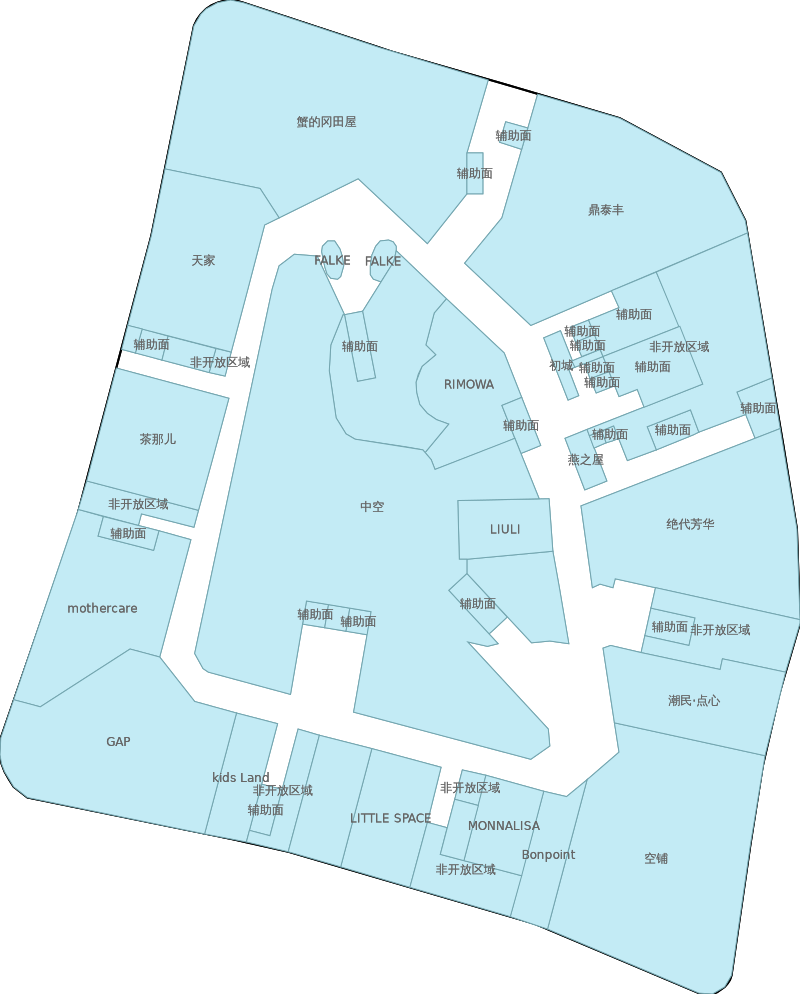 蟹的冈田屋
辅助面
辅助面
鼎泰丰
天家
FALKE
FALKE
辅助面
辅助面
辅助面
非开放区域
辅助面
辅助面
非开放区域
初城
辅助面
辅助面
辅助面
RIMOWA
辅助面
茶那儿
辅助面
辅助面
辅助面
燕之屋
非开放区域
中空
绝代芳华
辅助面
LIULI
mothercare
辅助面
辅助面
辅助面
辅助面
非开放区域
潮民·点心
GAP
kids Land
非开放区域
辅助面
非开放区域
LITTLE SPACE
MONNALISA
Bonpoint
空铺
非开放区域